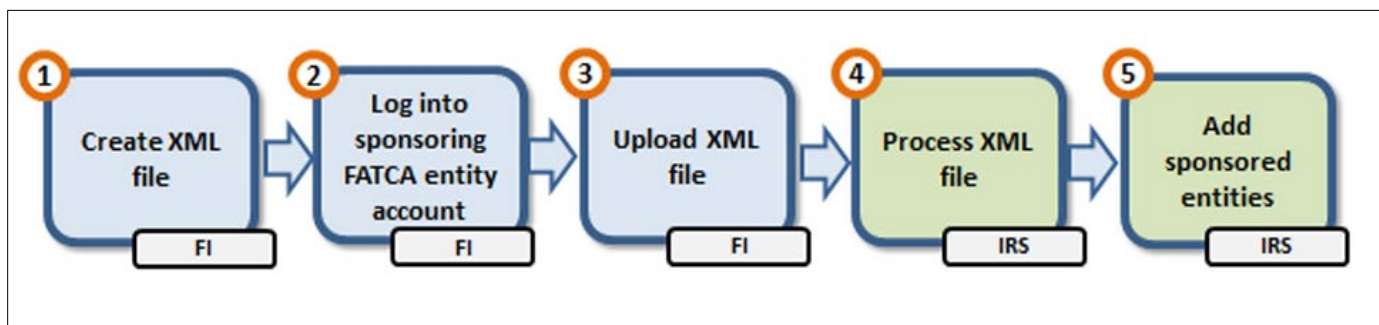 1
Create XML
file
FI
2
Log into
sponsoring
FATCA entity
account
FI
3
Upload XML
file
FI
4
Process XML
file
IRS
5
Add
sponsored
entities
IRS